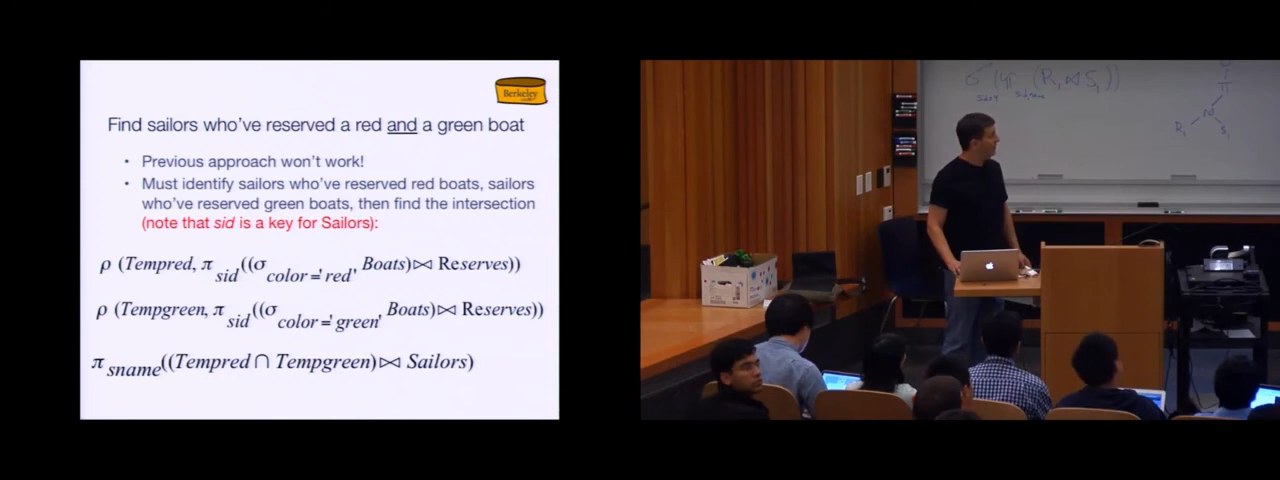 Berkeley
Find sailors who've reserved a red and a green boat
• Previous approach won't work!
• Must identify sailors who've reserved red boats, sailors
who've reserved green boats, then find the intersection
(note that sid is a key for Sailors):
ρ (Tempred, π sid((σ color='red' Boats)⋈ Reserves))
ρ (Tempgreen, π sid((σ color='green' Boats)⋈ Reserves))
π sname((Tempred ∩ Tempgreen)⋈ Sailors)